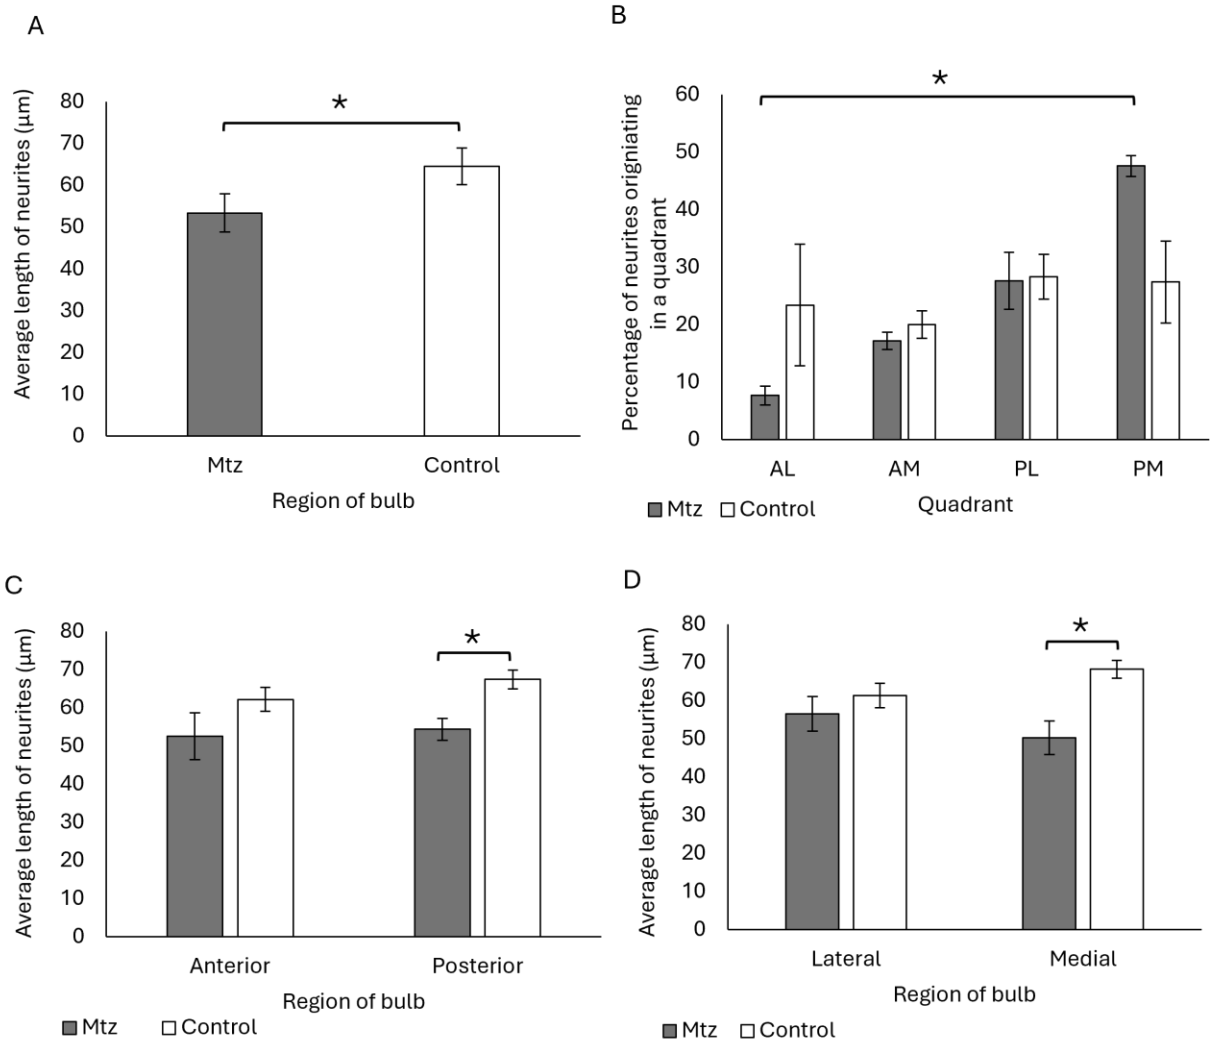 A
Average length of neurites (µm)
80
70
60
50
40
30
20
10
0
*
Mtz
Control
Region of bulb
B
Percentage of neurites origniating
in a quadrant
60
50
40
30
20
10
0
*
AL
AM
PL
PM
Quadrant
Mtz
Control
C
Average length of neurites (µm)
80
70
60
50
40
30
20
10
0
*
Anterior
Posterior
Region of bulb
Mtz
Control
D
Average length of neurites (µm)
80
70
60
50
40
30
20
10
0
*
Lateral
Medial
Region of bulb
Mtz
Control